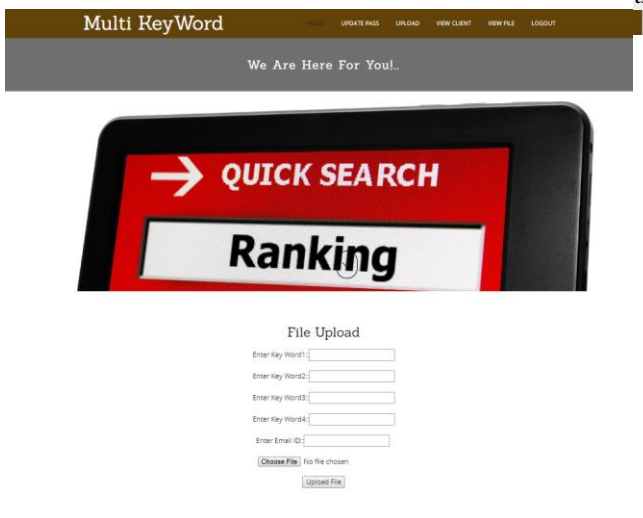 Multi KeyWord HOME UPDATE PASS UPLOAD VIEW CLIENT VIEW FILE LOGOUT
We Are Here For You!..
QUICK SEARCH
Ranking
File Upload
Enter Key Word1::
Enter Key Word2::
Enter Key Word3::
Enter Key Word4::
Enter Email ID::
Choose File No file chosen
Upload File